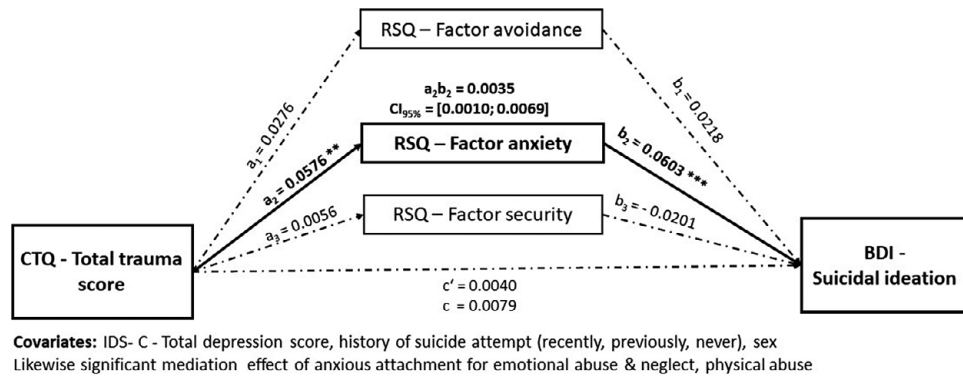 RSQ – Factor avoidance
a₁ = 0.0276
b₁ = 0.0218
a₂b₂ = 0.0035
CI₉₅% = [0.0010; 0.0069]
RSQ – Factor anxiety
a₂ = 0.0576 **
b₂ = 0.0603 ***
RSQ – Factor security
a₃ = 0.0056
b₃ = - 0.0201
CTQ - Total trauma
score
BDI -
Suicidal ideation
c‘ = 0.0040
c = 0.0079
Covariates: IDS- C - Total depression score, history of suicide attempt (recently, previously, never), sex
Likewise significant mediation effect of anxious attachment for emotional abuse & neglect, physical abuse